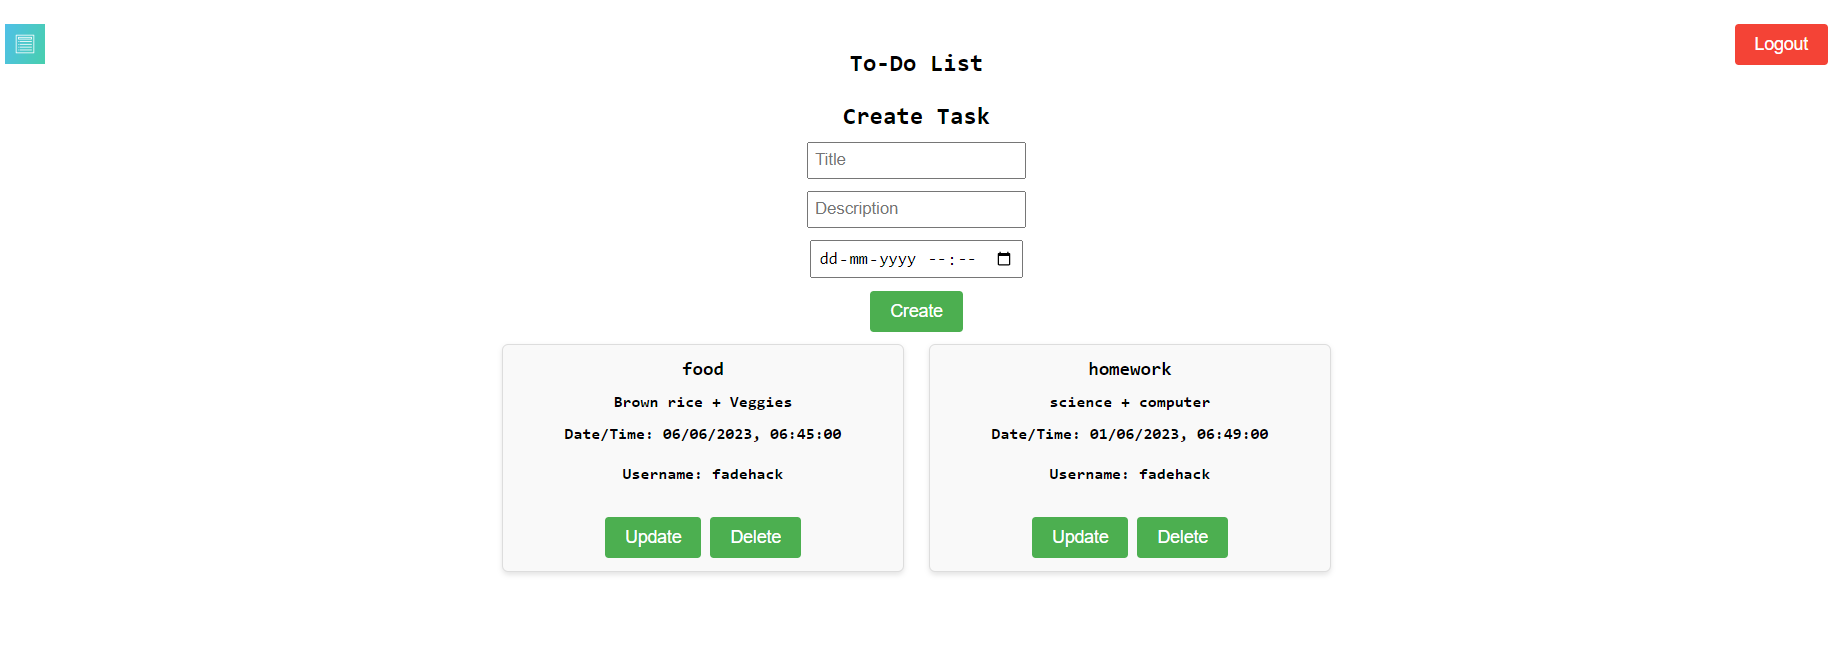 Logout
To-Do List
Create Task
Title
Description
dd-mm-yyyy --:--
Create
food
Brown rice + Veggies
Date/Time: 06/06/2023, 06:45:00
Username: fadehack
Update Delete
homework
science + computer
Date/Time: 01/06/2023, 06:49:00
Username: fadehack
Update Delete